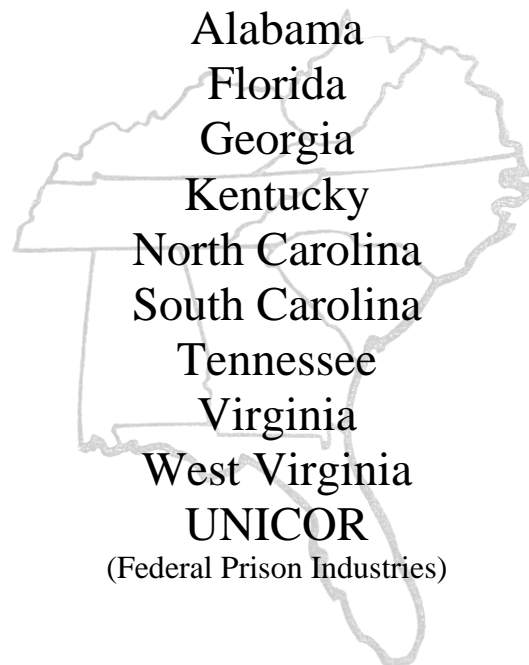 Alabama
Florida
Georgia
Kentucky
North Carolina
South Carolina
Tennessee
Virginia
West Virginia
UNICOR
(Federal Prison Industries)